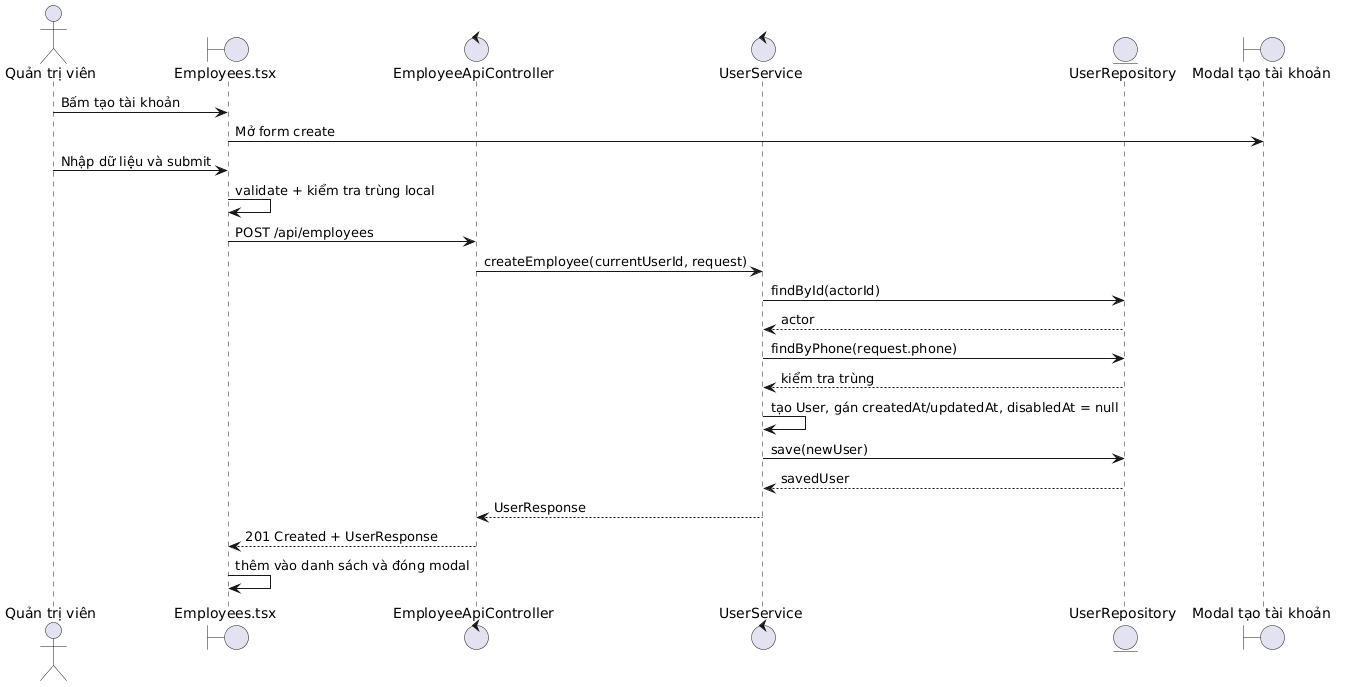 Quản trị viên
Employees.tsx
EmployeeApiController
UserService
UserRepository
Modal tạo tài khoản
Bấm tạo tài khoản
Mở form create
Nhập dữ liệu và submit
validate + kiểm tra trùng local
POST /api/employees
createEmployee(currentUserId, request)
findById(actorId)
actor
findByPhone(request.phone)
kiểm tra trùng
tạo User, gán createdAt/updatedAt, disabledAt = null
save(newUser)
savedUser
UserResponse
201 Created + UserResponse
thêm vào danh sách và đóng modal
Quản trị viên
Employees.tsx
EmployeeApiController
UserService
UserRepository
Modal tạo tài khoản